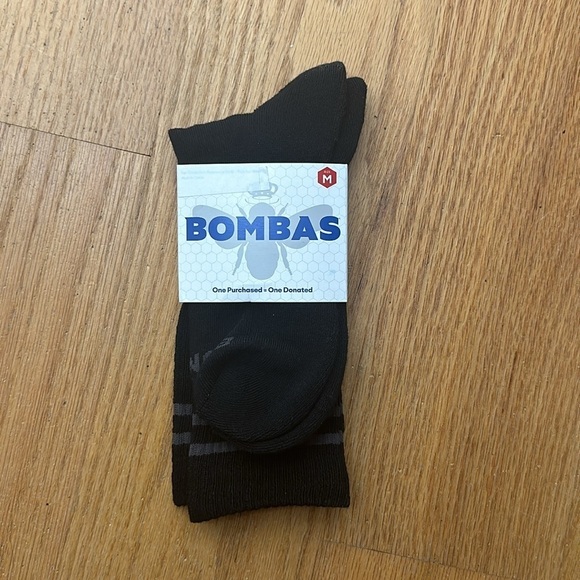 M
BOMBAS
One Purchased = One Donated